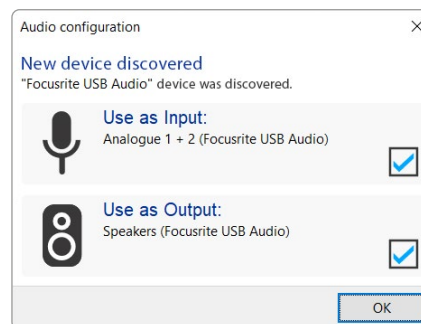 Audio configuration
New device discovered
"Focusrite USB Audio" device was discovered.
Use as Input:
Analogue 1 + 2 (Focusrite USB Audio)
Use as Output:
Speakers (Focusrite USB Audio)
OK